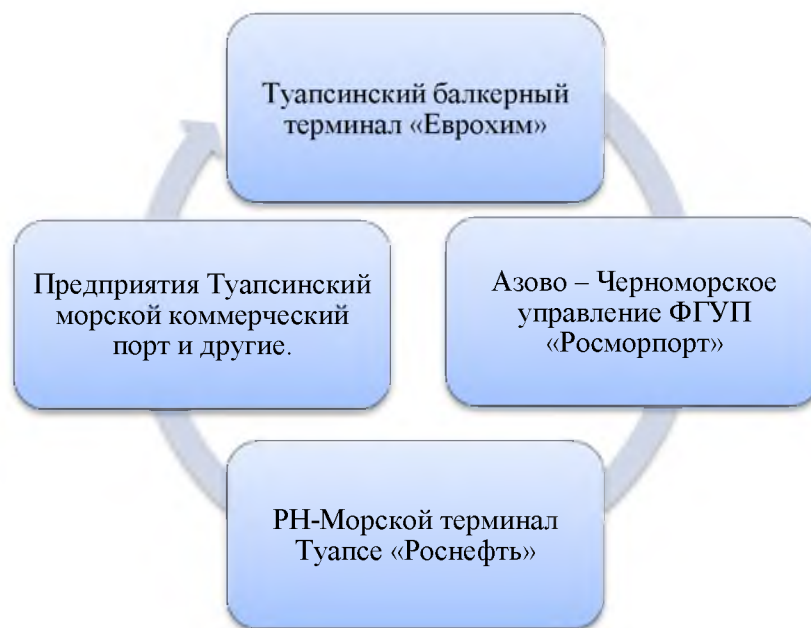 Туапсинский балкерный
терминал «Еврохим»
Азово – Черноморское
управление ФГУП
«Росморпорт»
РН-Морской терминал
Туапсе «Роснефть»
Предприятия Туапсинский
морской коммерческий
порт и другие.